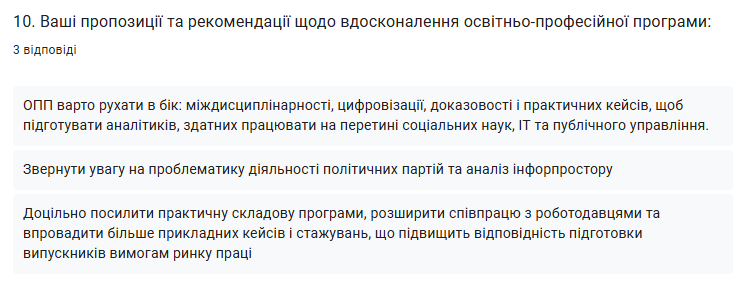 10. Ваші пропозиції та рекомендації щодо вдосконалення освітньо-професійної програми:
3 відповіді
ОПП варто рухати в бік: міждисциплінарності, цифровізації, доказовості і практичних кейсів, щоб
підготувати аналітиків, здатних працювати на перетині соціальних наук, ІТ та публічного управління.
Звернути увагу на проблематику діяльності політичних партій та аналіз інфорпростору
Доцільно посилити практичну складову програми, розширити співпрацю з роботодавцями та
впровадити більше прикладних кейсів і стажувань, що підвищить відповідність підготовки
випускників вимогам ринку праці